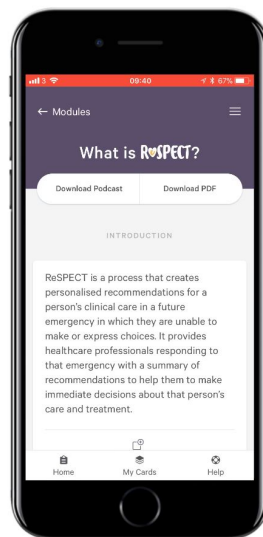 3
09:40
67%
← Modules
What is ReSPECT?
Download Podcast Download PDF
INTRODUCTION
ReSPECT is a process that creates
personalised recommendations for a
person's clinical care in a future
emergency in which they are unable to
make or express choices. It provides
healthcare professionals responding to
that emergency with a summary of
recommendations to help them to make
immediate decisions about that person's
care and treatment.
Home My Cards Help